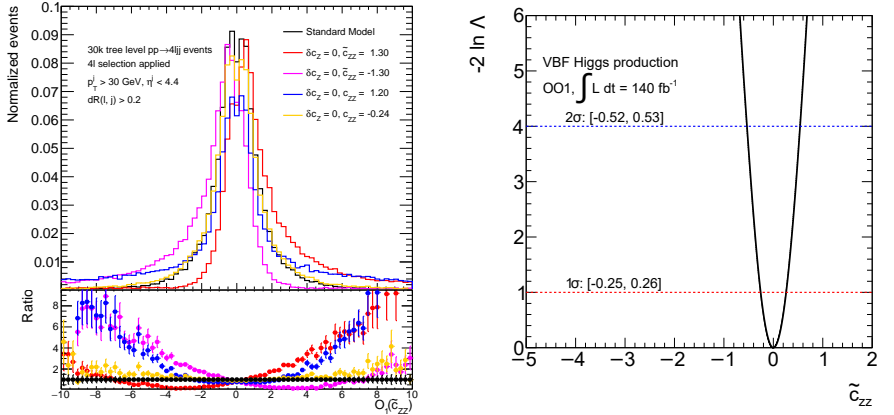 Normalized events
0.1
0.09
0.08
0.07
0.06
0.05
0.04
0.03
0.02
0.01
30k tree level pp→4ljj events
4l selection applied
p_T^j > 30 GeV, η^j < 4.4
dR(l, j) > 0.2
Standard Model
δc_z = 0, c̃_zz = 1.30
δc_z = 0, c̃_zz = -1.30
δc_z = 0, c_zz = 1.20
δc_z = 0, c_zz = -0.24
Ratio
8
6
4
2
−10 −8 −6 −4 −2 0 2 4 6 8 10
O₁(c̃_zz)
-2 ln Λ
6
5
4
3
2
1
0
VBF Higgs production
OO1, ∫ L dt = 140 fb⁻¹
2σ: [-0.52, 0.53]
1σ: [-0.25, 0.26]
−5 −4 −3 −2 −1 0 1 2
c̃_zz